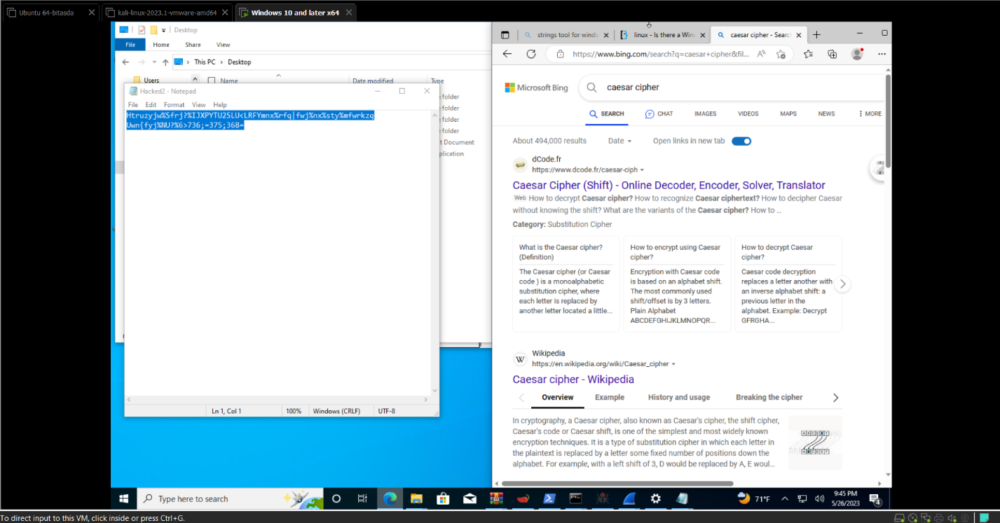 Ubuntu 64-bitasda
kali-linux-2023.1-vmware-amd64
Windows 10 and later x64
Desktop
File
Home
Share
View
This PC
Desktop
Users
Name
Date modified
Type
e folder
e folder
e folder
e folder
t Document
plication
Hacked2 - Notepad
File Edit Format View Help
Htruzyjw%Sfrj?%IJXPYTU2SLU<LRFYmnx%rfq|fwj%nx%sty%mfwrkzq
Uwn{fyj%NU?%6>736;=375;368=
Ln 1, Col 1
100%
Windows (CRLF)
UTF-8
strings tool for windo
linux - Is there a Win
caesar cipher - Search
https://www.bing.com/search?q=caesar+cipher&fil...
Microsoft Bing
caesar cipher
SEARCH
CHAT
IMAGES
VIDEOS
MAPS
NEWS
MORE
About 494,000 results
Date
Open links in new tab
dCode.fr
https://www.dcode.fr/caesar-ciph
Caesar Cipher (Shift) - Online Decoder, Encoder, Solver, Translator
Web How to decrypt Caesar cipher? How to recognize Caesar ciphertext? How to decipher Caesar
without knowing the shift? What are the variants of the Caesar cipher? How to ...
Category: Substitution Cipher
What is the Caesar cipher?
(Definition)
The Caesar cipher (or Caesar
code ) is a monoalphabetic
substitution cipher, where
each letter is replaced by
another letter located a little...
How to encrypt using Caesar
cipher?
Encryption with Caesar code
is based on an alphabet shift.
The most commonly used
shift/offset is by 3 letters.
Plain Alphabet
ABCDEFGHIJKLMNOPQR...
How to decrypt Caesar
cipher?
Caesar code decryption
replaces a letter another with
an inverse alphabet shift: a
previous letter in the
alphabet. Example: Decrypt
GFRGHA...
Wikipedia
https://en.wikipedia.org/wiki/Caesar_cipher
Caesar cipher - Wikipedia
Overview
Example
History and usage
Breaking the cipher
In cryptography, a Caesar cipher, also known as Caesar's cipher, the shift cipher,
Caesar's code or Caesar shift, is one of the simplest and most widely known
encryption techniques. It is a type of substitution cipher in which each letter in
the plaintext is replaced by a letter some fixed number of positions down the
alphabet. For example, with a left shift of 3, D would be replaced by A, E woul...
Type here to search
71°F
9:45 PM
5/26/2023
4
To direct input to this VM, click inside or press Ctrl+G.